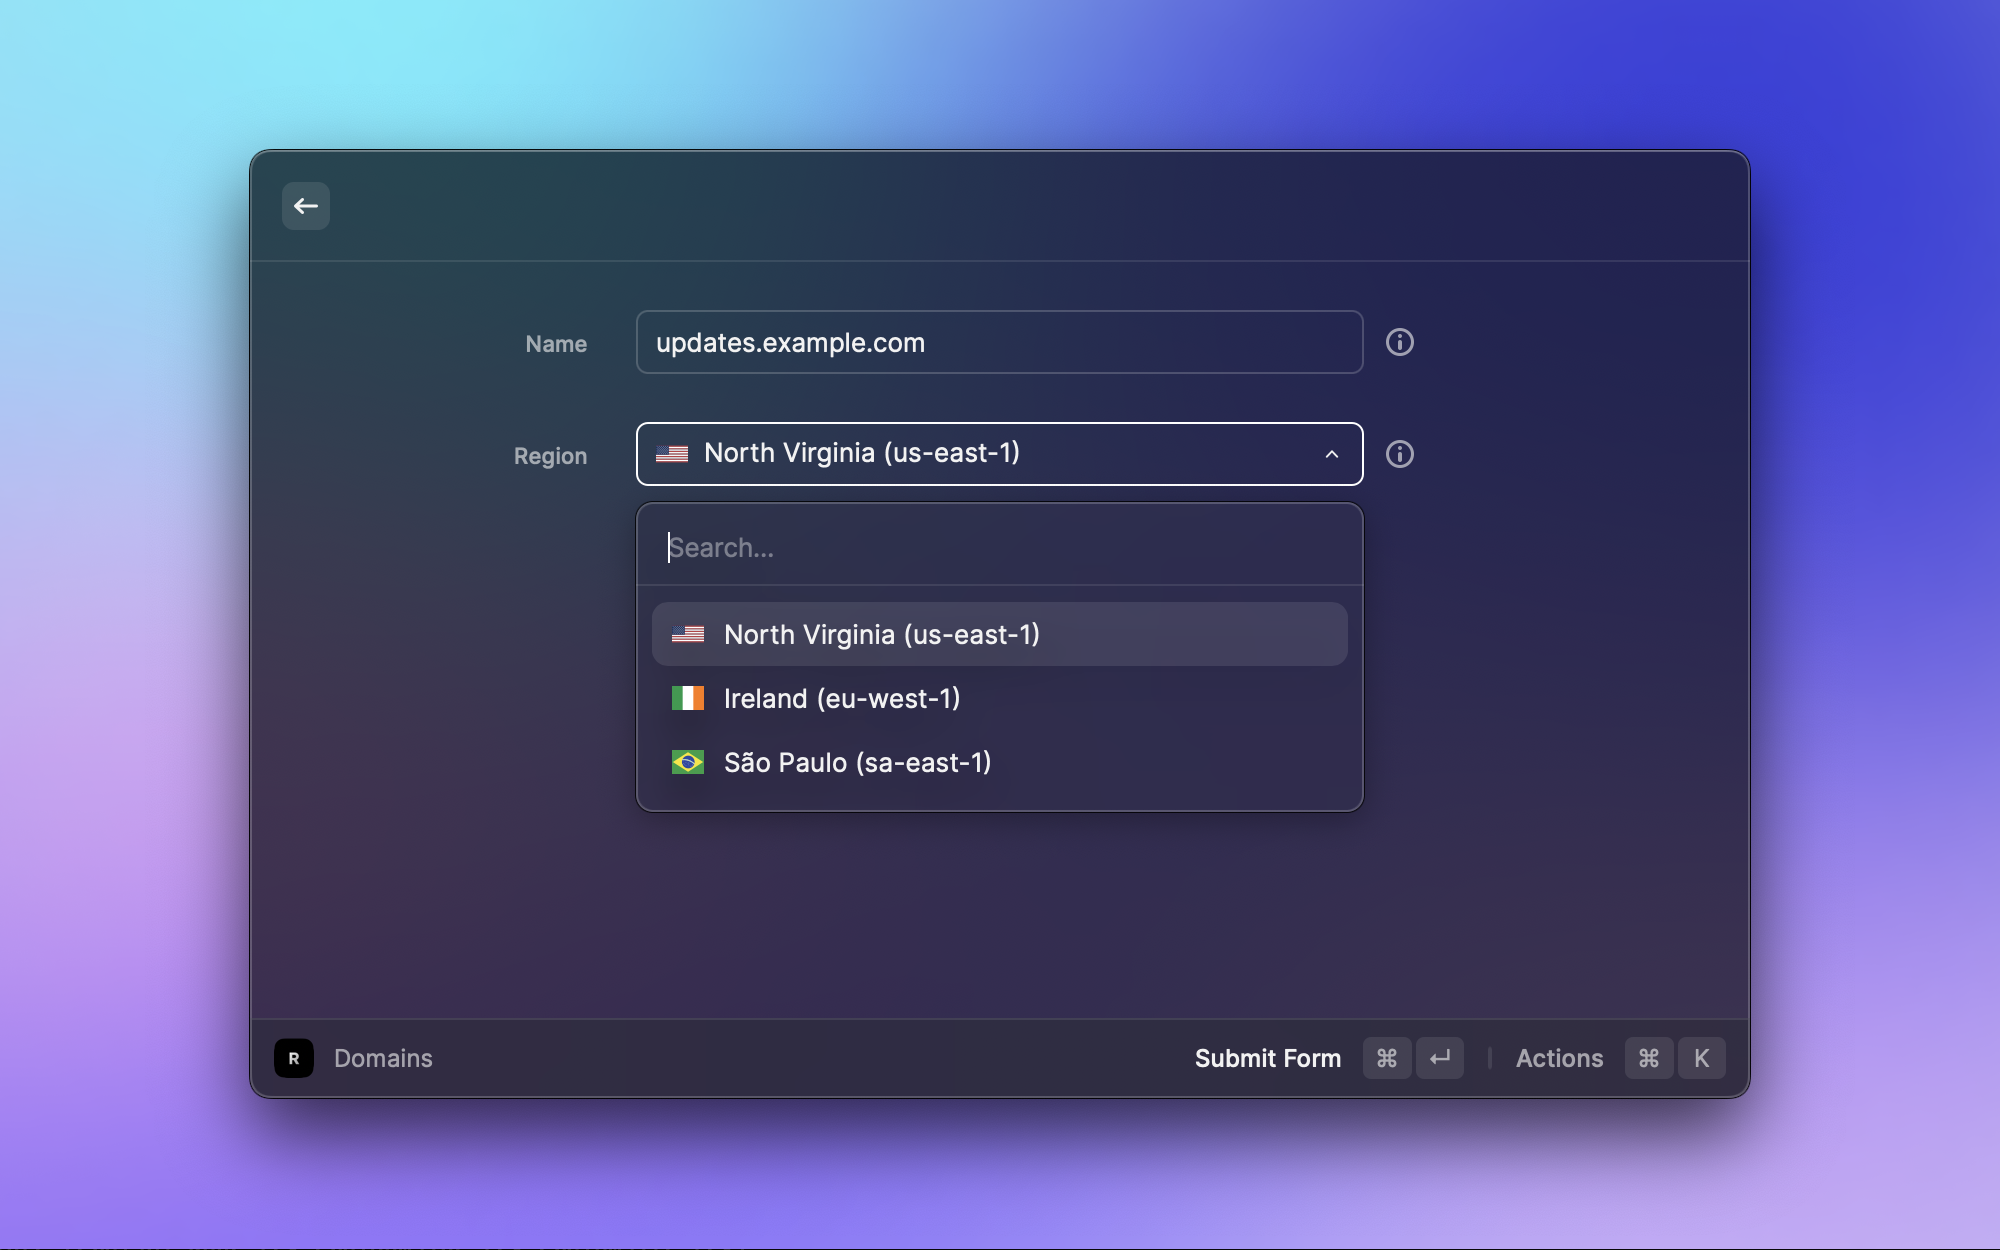 Name
updates.example.com
Region
North Virginia (us-east-1)
Search...
North Virginia (us-east-1)
Ireland (eu-west-1)
São Paulo (sa-east-1)
R Domains Submit Form ⌘ ↵ Actions ⌘ K